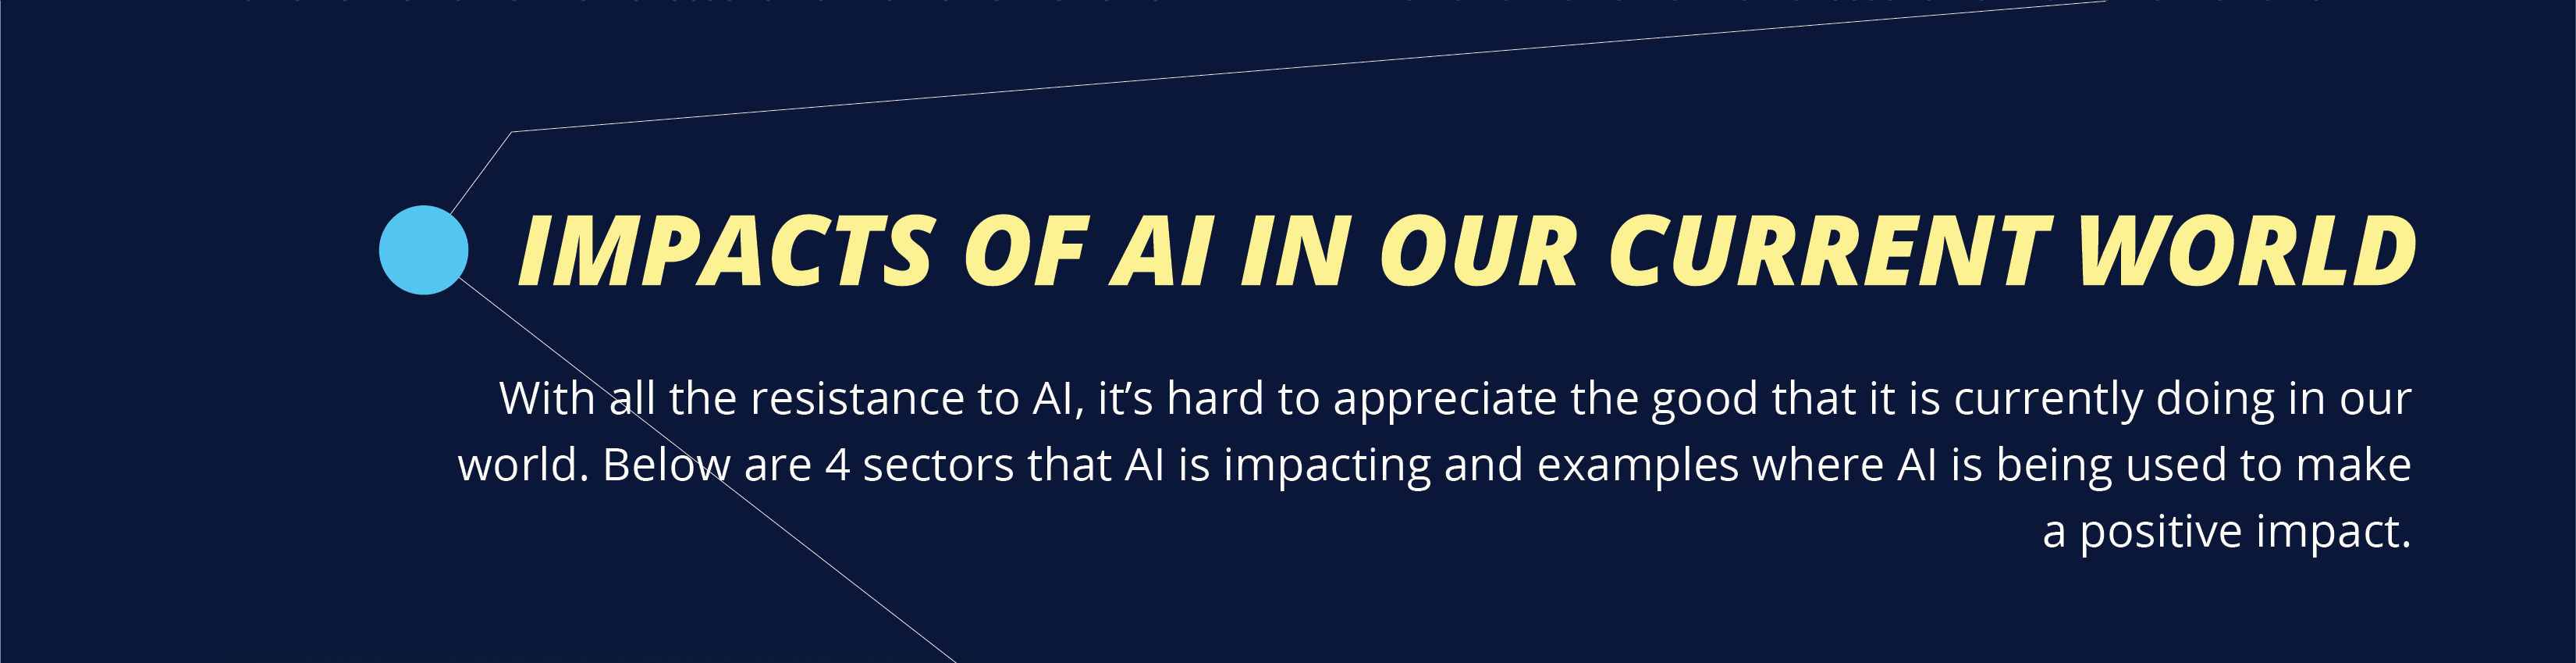 IMPACTS OF AI IN OUR CURRENT WORLD
With all the resistance to AI, it’s hard to appreciate the good that it is currently doing in our
world. Below are 4 sectors that AI is impacting and examples where AI is being used to make
a positive impact.